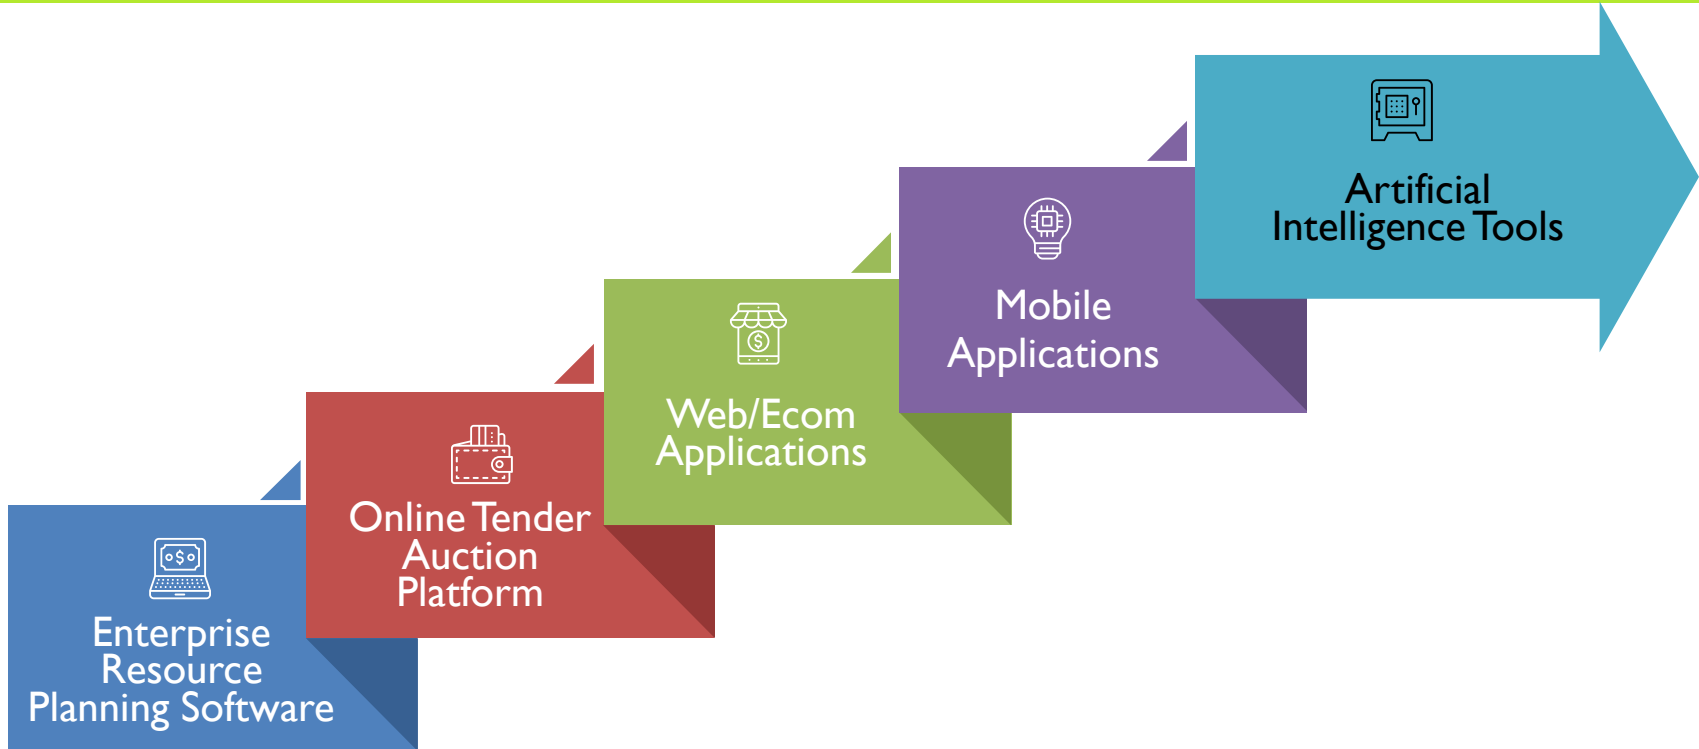 Enterprise
Resource
Planning Software
Online Tender
Auction
Platform
Web/Ecom
Applications
Mobile
Applications
Artificial
Intelligence Tools